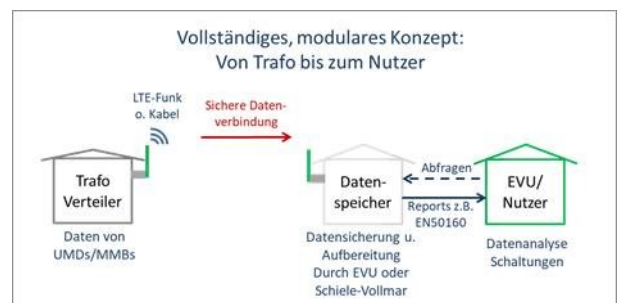 Vollständiges, modulares Konzept:
Von Trafo bis zum Nutzer
LTE-Funk
o. Kabel
Sichere Daten-
verbindung
Trafo
Verteiler
Daten von
UMDs/MMBs
Daten-
speicher
Datensicherung u.
Aufbereitung
Durch EVU oder
Schiele-Vollmar
Abfragen
Reports z.B.
EN50160
EVU/
Nutzer
Datenanalyse
Schaltungen